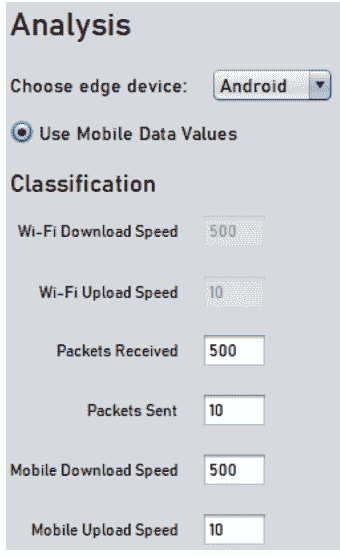 Analysis
Choose edge device: Android
Use Mobile Data Values
Classification
Wi-Fi Download Speed 500
Wi-Fi Upload Speed 10
Packets Received 500
Packets Sent 10
Mobile Download Speed 500
Mobile Upload Speed 10